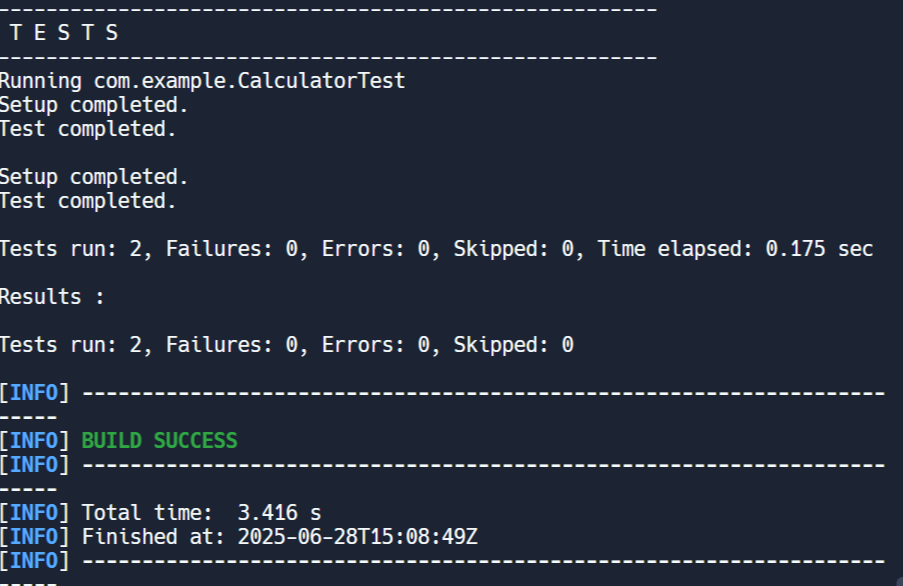 -------------------------------------------------------
 T E S T S
-------------------------------------------------------
Running com.example.CalculatorTest
Setup completed.
Test completed.

Setup completed.
Test completed.

Tests run: 2, Failures: 0, Errors: 0, Skipped: 0, Time elapsed: 0.175 sec

Results :

Tests run: 2, Failures: 0, Errors: 0, Skipped: 0

[INFO] -------------------------------------------------------------------
-----
[INFO] BUILD SUCCESS
[INFO] -------------------------------------------------------------------
-----
[INFO] Total time:  3.416 s
[INFO] Finished at: 2025-06-28T15:08:49Z
[INFO] -------------------------------------------------------------------
-----